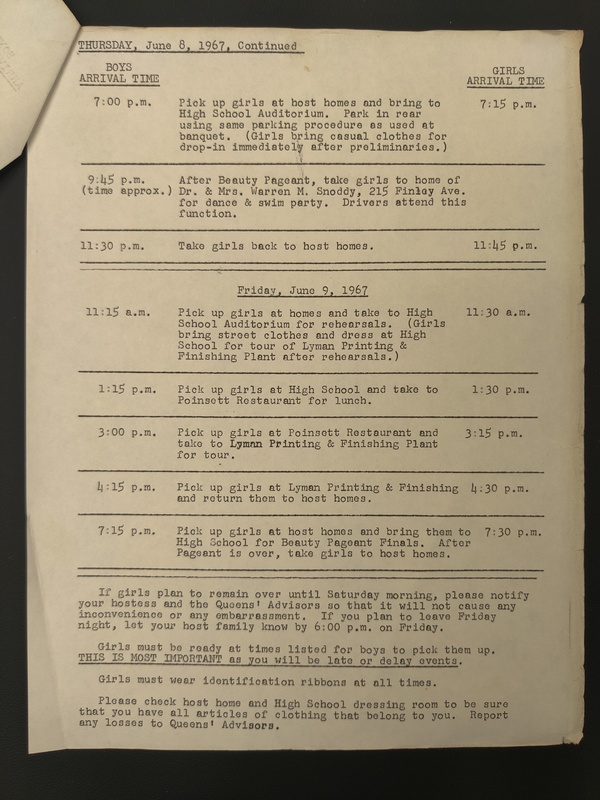 THURSDAY, June 8, 1967, Continued
BOYS
ARRIVAL TIME
GIRLS
ARRIVAL TIME
7:00 p.m. Pick up girls at host homes and bring to 7:15 p.m.
High School Auditorium. Park in rear
using same parking procedure as used at
banquet. (Girls bring casual clothes for
drop-in immediately after preliminaries.)
9:45 p.m. After Beauty Pageant, take girls to home of
(time approx.) Dr. & Mrs. Warren M. Snoddy, 215 Finley Ave.
for dance & swim party. Drivers attend this
function.
11:30 p.m. Take girls back to host homes. 11:45 p.m.
Friday, June 9, 1967
11:15 a.m. Pick up girls at homes and take to High 11:30 a.m.
School Auditorium for rehearsals. (Girls
bring street clothes and dress at High
School for tour of Lyman Printing &
Finishing Plant after rehearsals.)
1:15 p.m. Pick up girls at High School and take to 1:30 p.m.
Poinsett Restaurant for lunch.
3:00 p.m. Pick up girls at Poinsett Restaurant and 3:15 p.m.
take to Lyman Printing & Finishing Plant
for tour.
4:15 p.m. Pick up girls at Lyman Printing & Finishing 4:30 p.m.
and return them to host homes.
7:15 p.m. Pick up girls at host homes and bring them to 7:30 p.m.
High School for Beauty Pageant Finals. After
Pageant is over, take girls to host homes.
If girls plan to remain over until Saturday morning, please notify
your hostess and the Queens' Advisors so that it will not cause any
inconvenience or any embarrassment. If you plan to leave Friday
night, let your host family know by 6:00 p.m. on Friday.
Girls must be ready at times listed for boys to pick them up.
THIS IS MOST IMPORTANT as you will be late or delay events.
Girls must wear identification ribbons at all times.
Please check host home and High School dressing room to be sure
that you have all articles of clothing that belong to you. Report
any losses to Queens' Advisors.